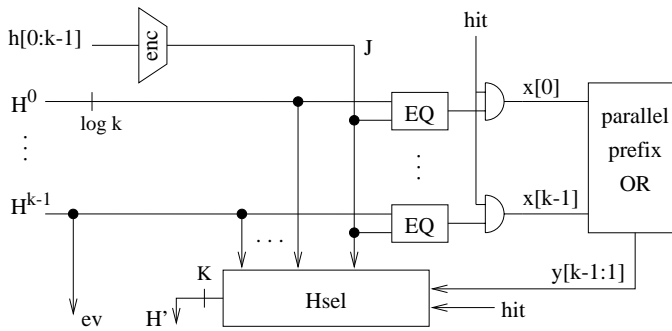 hit
h[0:k-1]
enc
J
H^0
log k
EQ
x[0]
parallel
prefix
OR
H^{k-1}
EQ
x[k-1]
K
y[k-1:1]
Hsel
hit
ev
H'